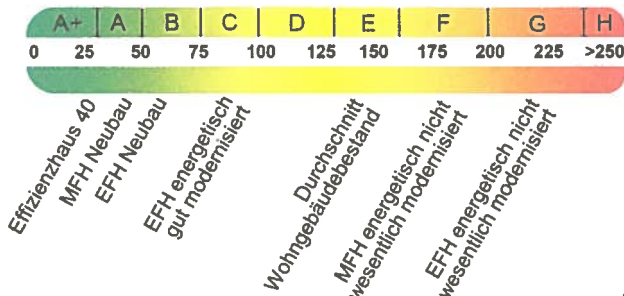 A+ A B C D E F G H
0 25 50 75 100 125 150 175 200 225 >250
Effizienzhaus 40
MFH Neubau
EFH Neubau
EFH energetisch
gut modernisiert
Durchschnitt
Wohngebäudebestand
MFH energetisch nicht
wesentlich modernisiert
EFH energetisch nicht
wesentlich modernisiert